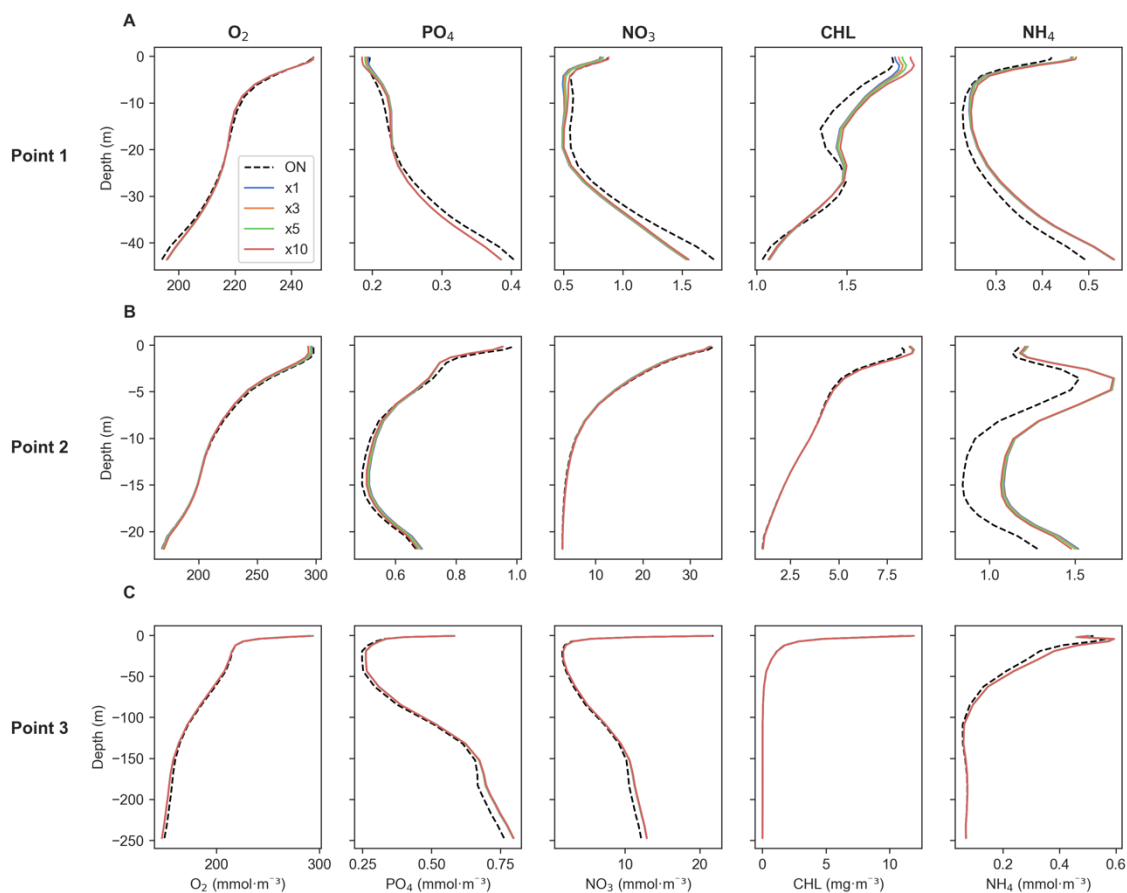 A
O₂ PO₄ NO₃ CHL NH₄
Point 1
Depth (m)
0
−10
−20
−30
−40
ON
x1
x3
x5
x10
200 220 240
0.2 0.3 0.4
0.5 1.0 1.5
1.0 1.5
0.3 0.4 0.5
B
Point 2
Depth (m)
0
−5
−10
−15
−20
200 250 300
0.6 0.8 1.0
10 20 30
2.5 5.0 7.5
1.0 1.5
C
Point 3
Depth (m)
0
−50
−100
−150
−200
−250
200 300
0.25 0.50 0.75
10 20
0 5 10
0.0 0.2 0.4 0.6
O₂ (mmol·m⁻³) PO₄ (mmol·m⁻³) NO₃ (mmol·m⁻³) CHL (mg·m⁻³) NH₄ (mmol·m⁻³)